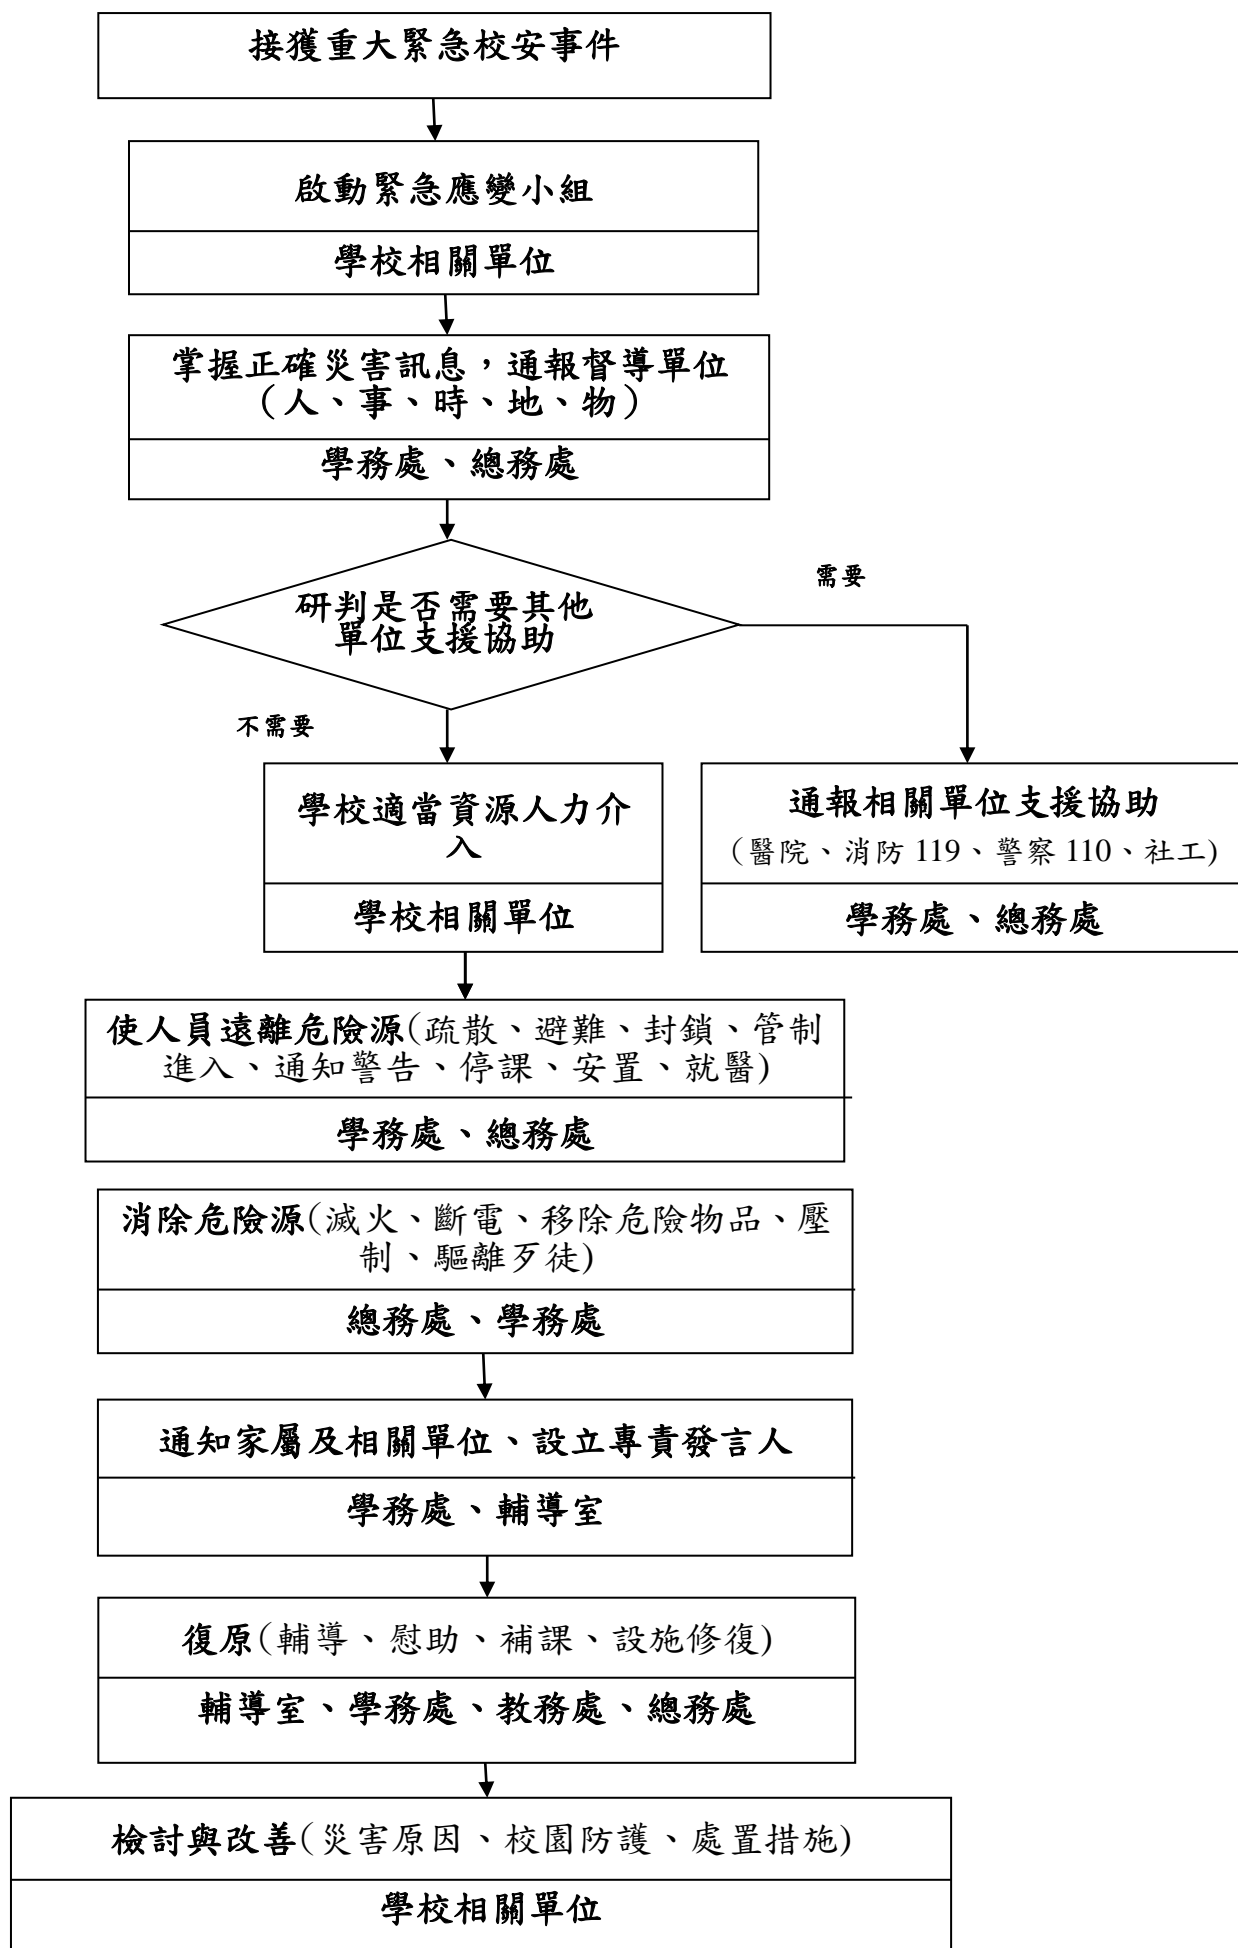 接獲重大緊急校安事件
啟動緊急應變小組
學校相關單位
掌握正確災害訊息，通報督導單位
（人、事、時、地、物）
學務處、總務處
需要
研判是否需要其他
單位支援協助
不需要
學校適當資源人力介
入
學校相關單位
通報相關單位支援協助
（醫院、消防 119、警察 110、社工)
學務處、總務處
使人員遠離危險源(疏散、避難、封鎖、管制
進入、通知警告、停課、安置、就醫)
學務處、總務處
消除危險源(滅火、斷電、移除危險物品、壓
制、驅離歹徒)
總務處、學務處
通知家屬及相關單位、設立專責發言人
學務處、輔導室
復原(輔導、慰助、補課、設施修復)
輔導室、學務處、教務處、總務處
檢討與改善(災害原因、校園防護、處置措施)
學校相關單位